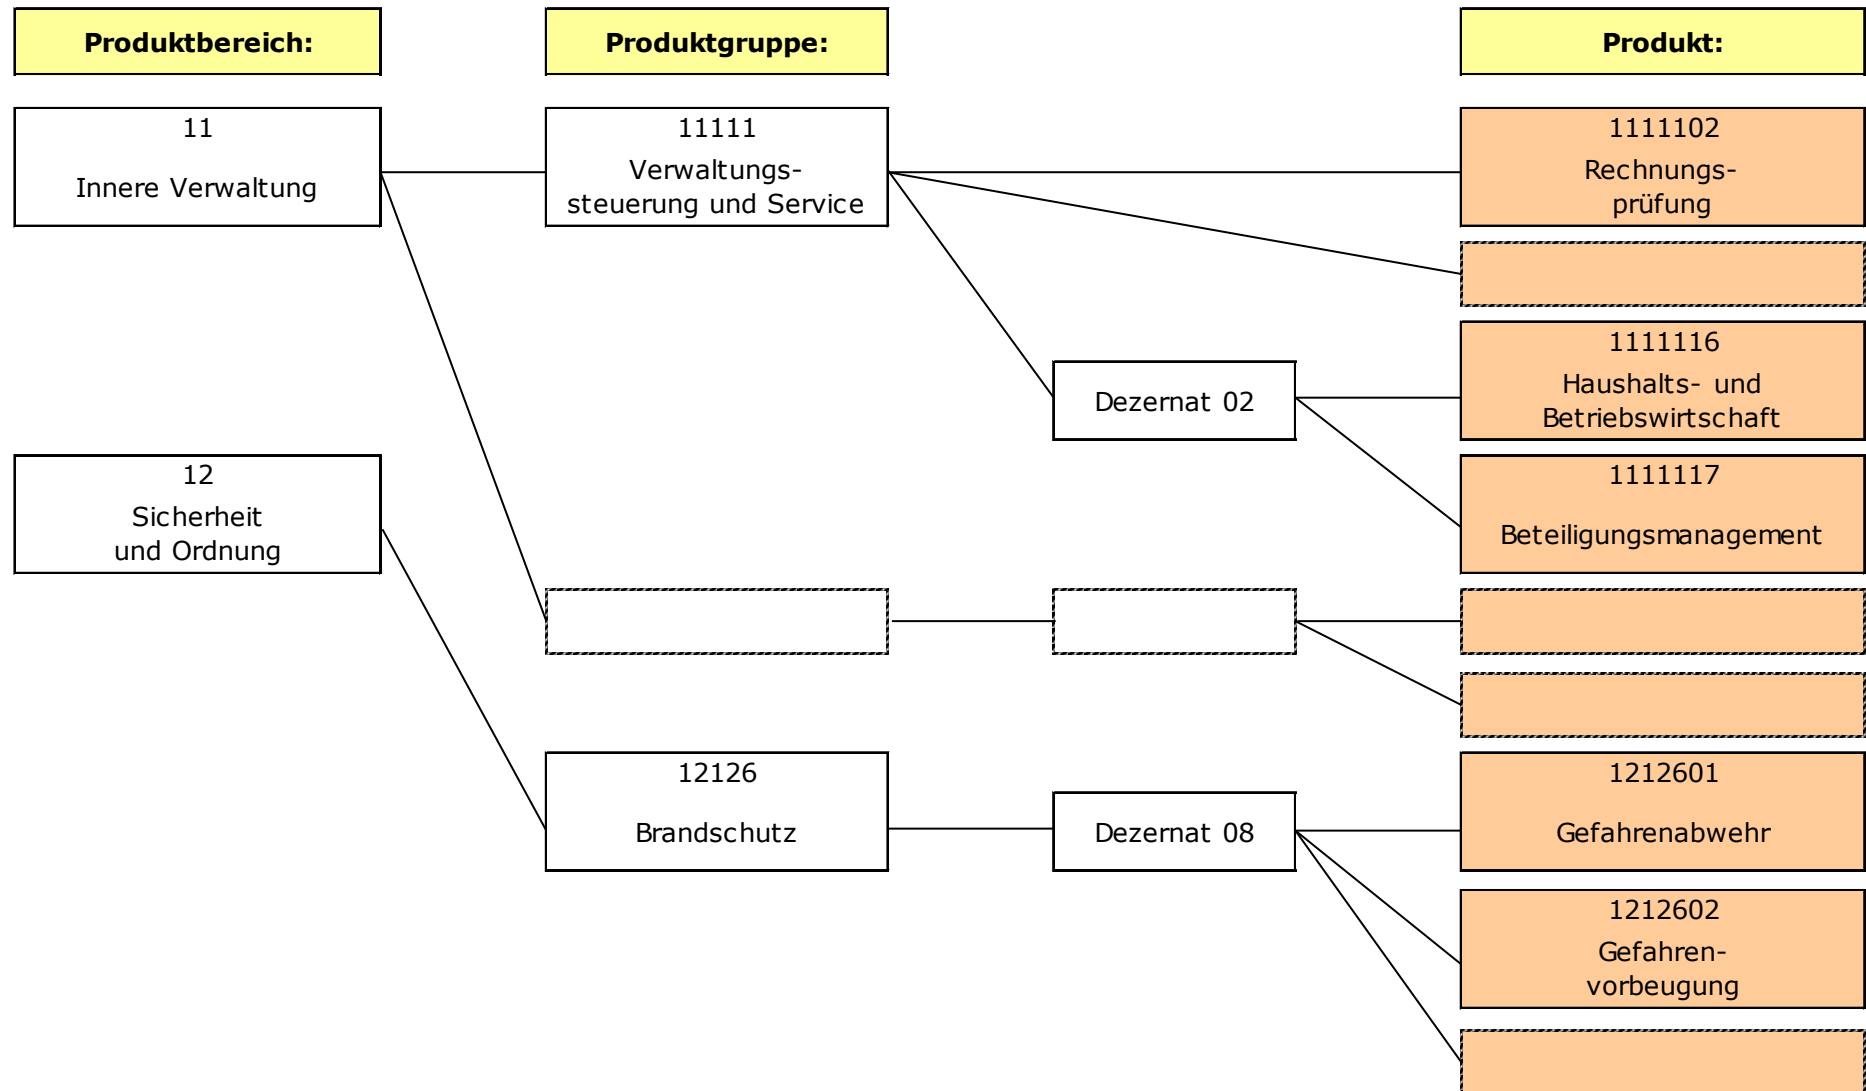 Produktbereich:
Produktgruppe:
Produkt:
11
Innere Verwaltung
11111
Verwaltungs-
steuerung und Service
1111102
Rechnungs-
prüfung
Dezernat 02
1111116
Haushalts- und
Betriebswirtschaft
12
Sicherheit
und Ordnung
1111117
Beteiligungsmanagement
12126
Brandschutz
Dezernat 08
1212601
Gefahrenabwehr
1212602
Gefahren-
vorbeugung